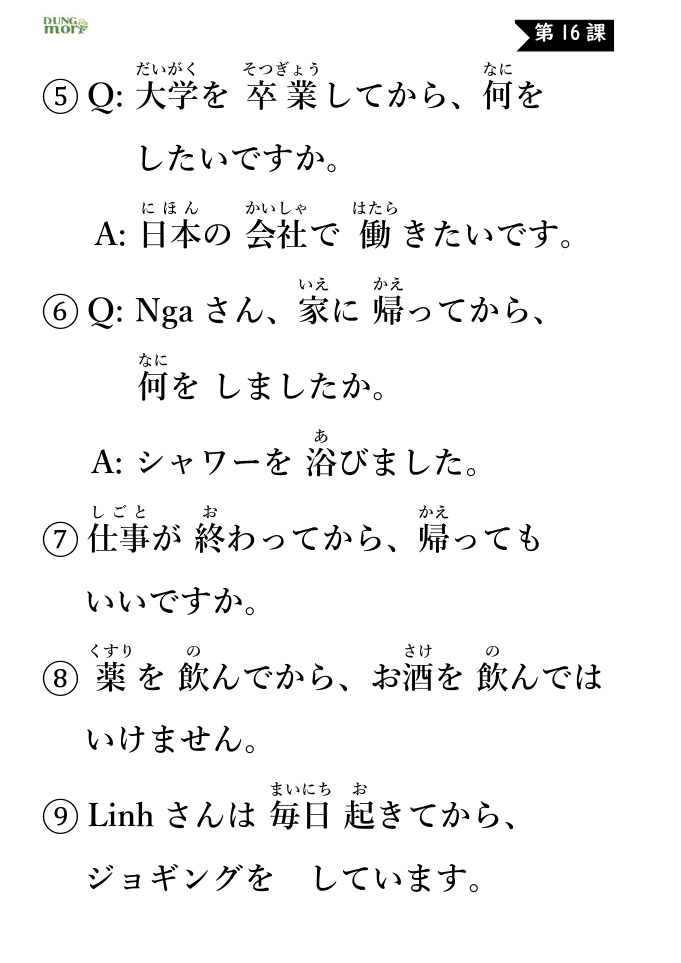 DUNG
mori
第16課
だいがく そつぎょう なに
⑤ Q: 大学を 卒業してから、何を
したいですか。
にほん かいしゃ はたら
A: 日本の 会社で 働きたいです。
いえ かえ
⑥ Q: Nga さん、家に 帰ってから、
なに
何を しましたか。
あ
A: シャワーを 浴びました。
しごと お かえ
⑦ 仕事が 終わってから、帰っても
いいですか。
くすり の さけ の
⑧ 薬を 飲んでから、お酒を 飲んでは
いけません。
まいにち お
⑨ Linh さんは 毎日 起きてから、
ジョギングを　しています。